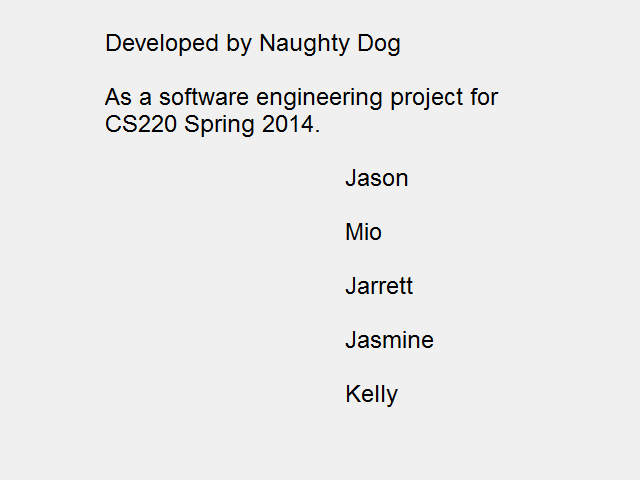 Developed by Naughty Dog
As a software engineering project for
CS220 Spring 2014.
Jason
Mio
Jarrett
Jasmine
Kelly